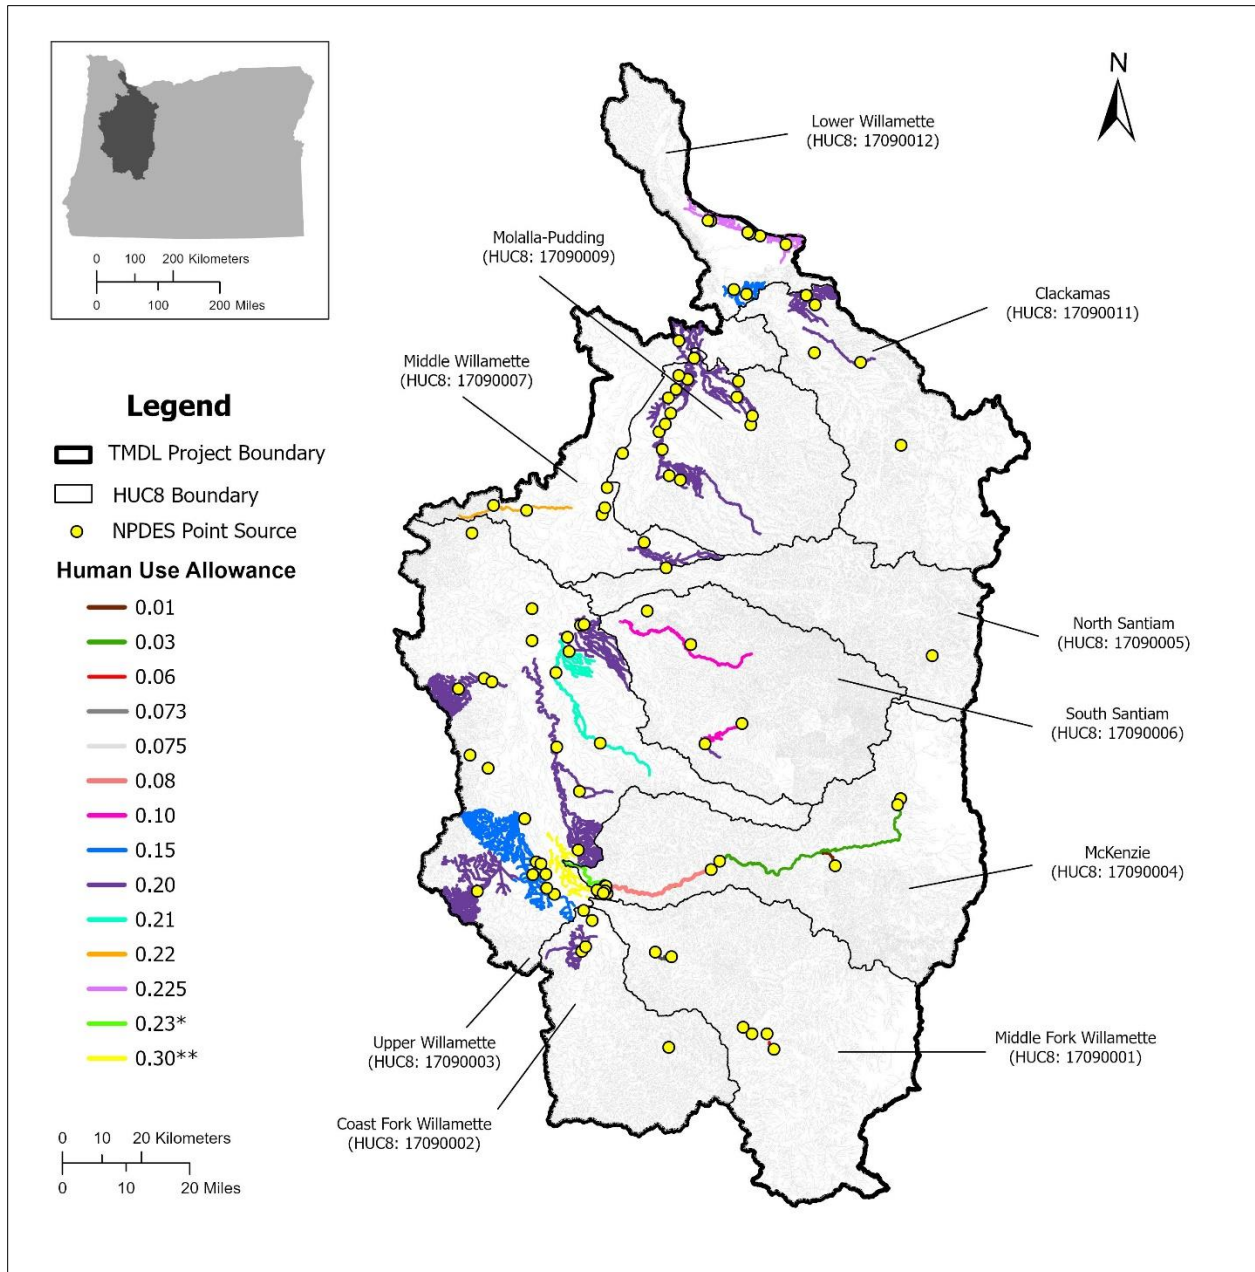 N
Lower Willamette
(HUC8: 17090012)
Molalla-Pudding
(HUC8: 17090009)
0 100 200 Kilometers
0 100 200 Miles
Clackamas
(HUC8: 17090011)
Middle Willamette
(HUC8: 17090007)
Legend
TMDL Project Boundary
HUC8 Boundary
NPDES Point Source
Human Use Allowance
0.01
0.03
0.06
0.073
0.075
0.08
0.10
0.15
0.20
0.21
0.22
0.225
0.23*
0.30**
North Santiam
(HUC8: 17090005)
South Santiam
(HUC8: 17090006)
McKenzie
(HUC8: 17090004)
Upper Willamette
(HUC8: 17090003)
Middle Fork Willamette
(HUC8: 17090001)
Coast Fork Willamette
(HUC8: 17090002)
0 10 20 Kilometers
0 10 20 Miles